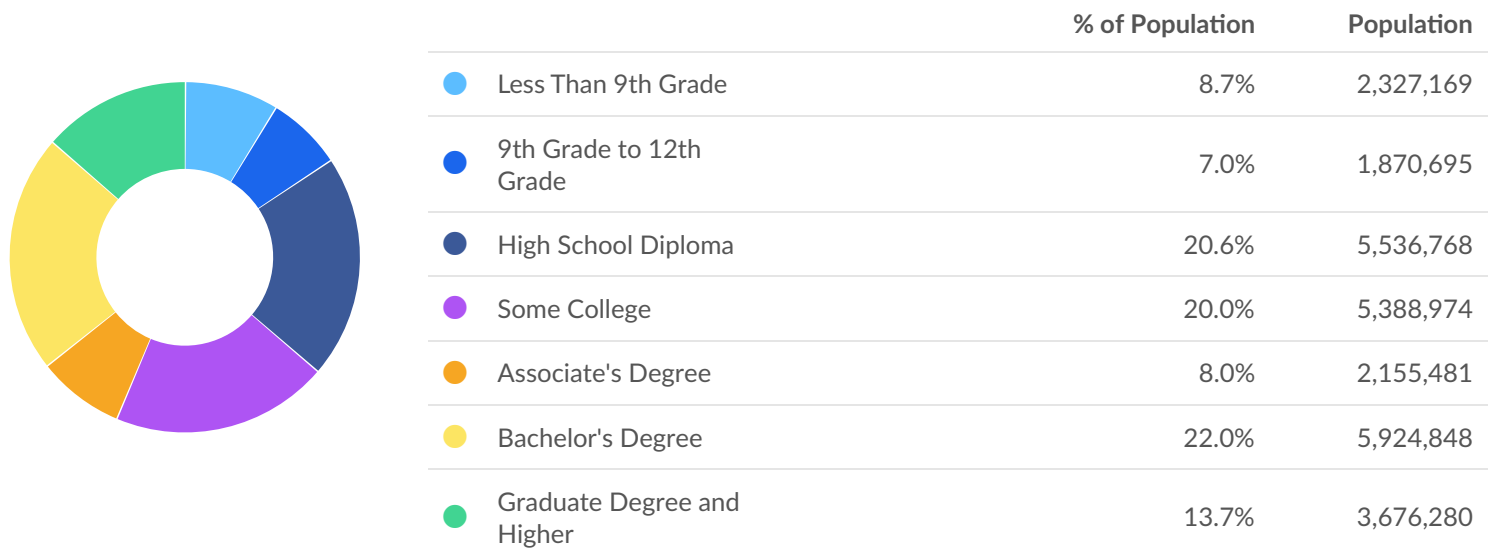 % of Population Population
Less Than 9th Grade 8.7% 2,327,169
9th Grade to 12th
Grade 7.0% 1,870,695
High School Diploma 20.6% 5,536,768
Some College 20.0% 5,388,974
Associate's Degree 8.0% 2,155,481
Bachelor's Degree 22.0% 5,924,848
Graduate Degree and
Higher 13.7% 3,676,280